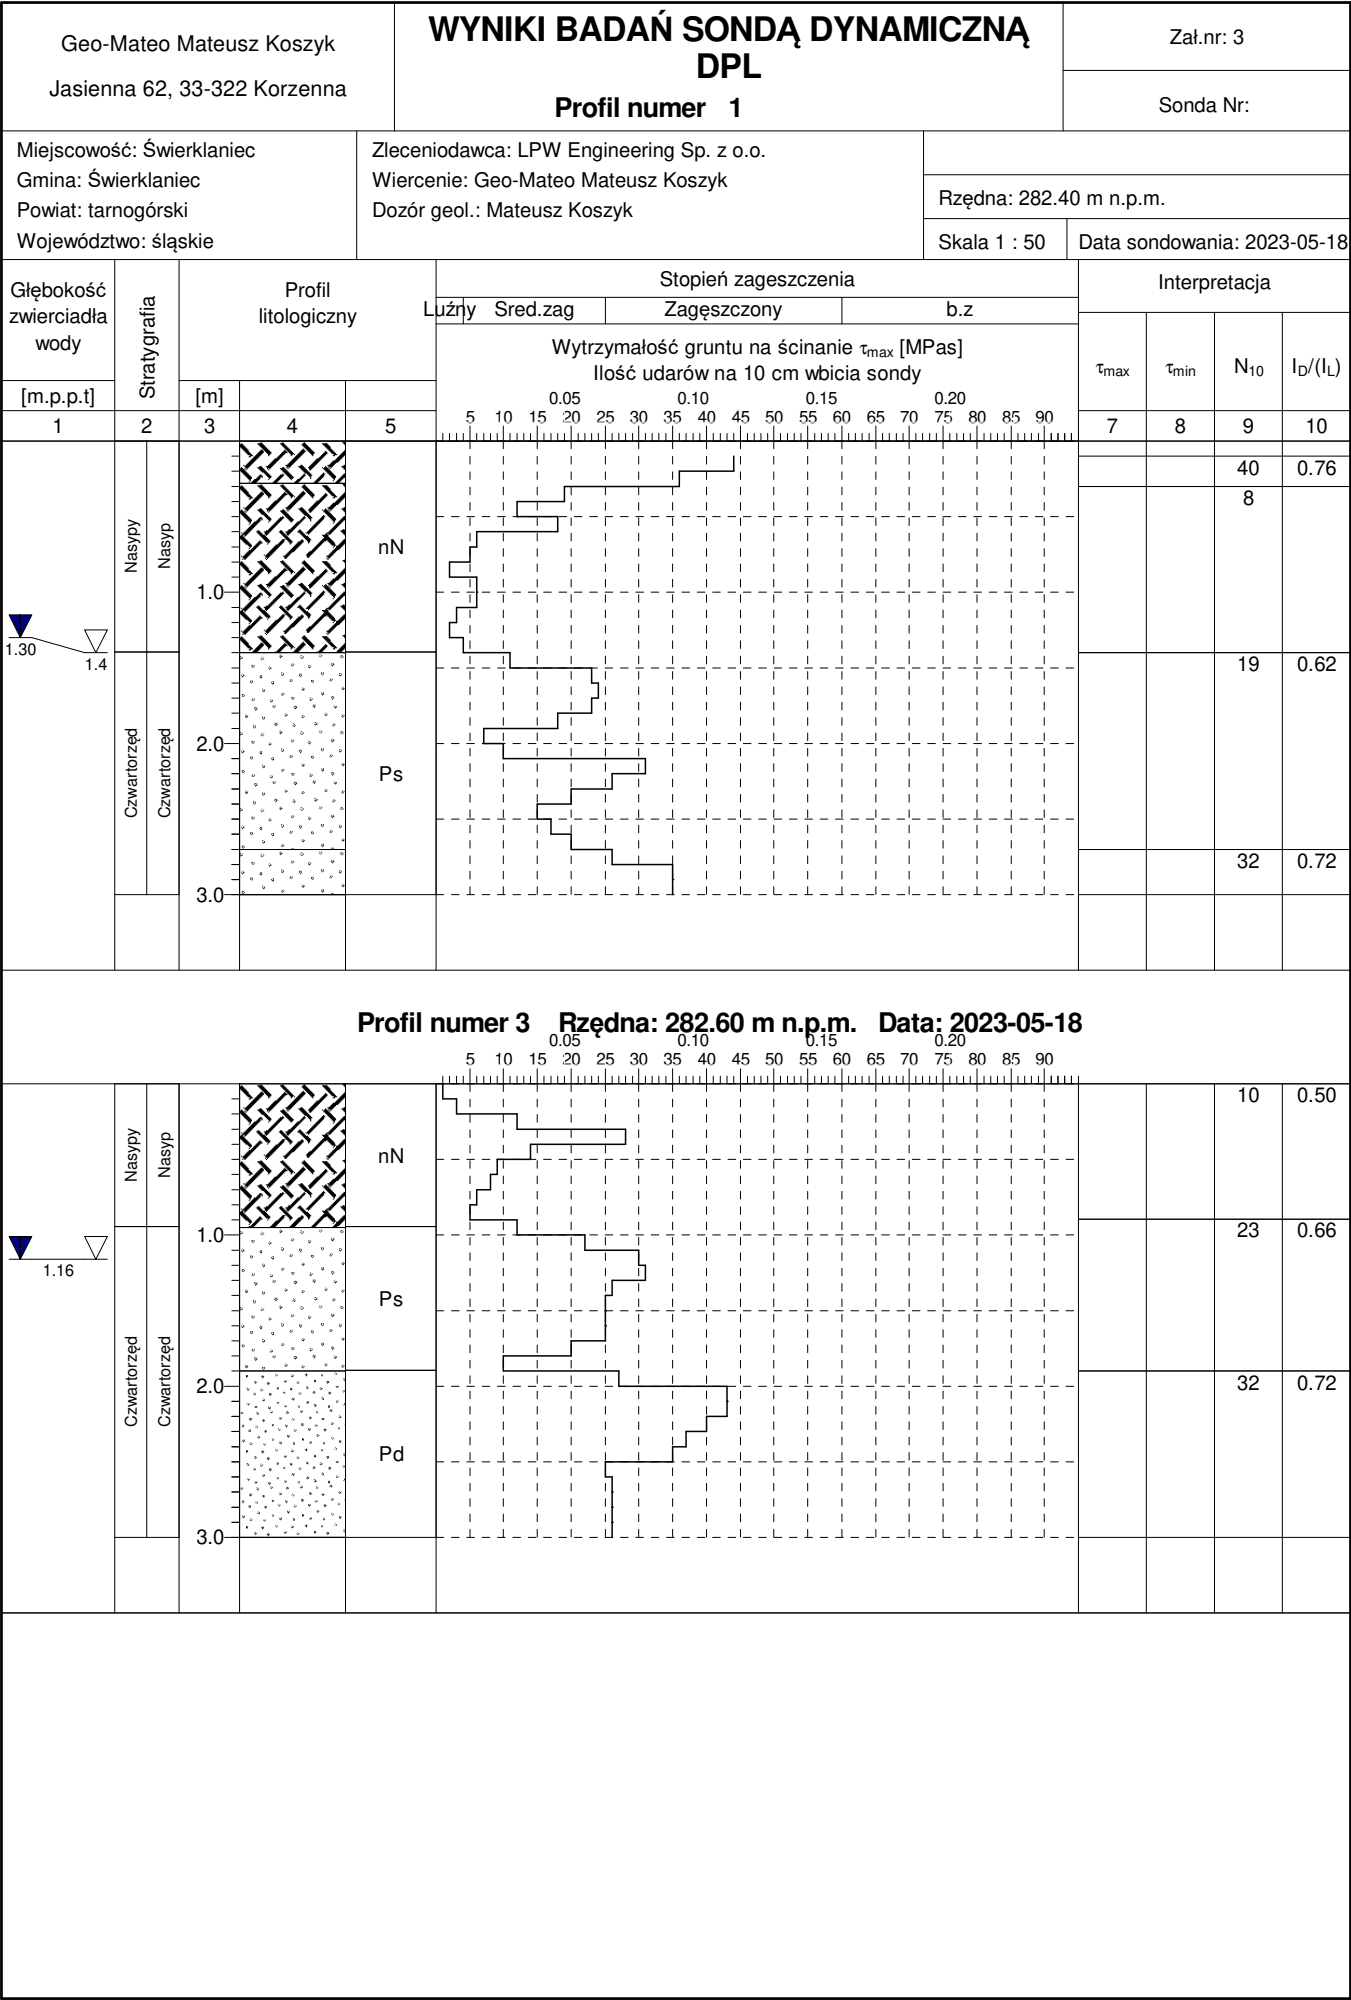 Geo-Mateo Mateusz Koszyk
Jasienna 62, 33-322 Korzenna
WYNIKI BADAŃ SONDĄ DYNAMICZNĄ
DPL
Profil numer 1
Zał.nr: 3
Sonda Nr:
Miejscowość: Świerklaniec
Gmina: Świerklaniec
Powiat: tarnogórski
Województwo: śląskie
Zleceniodawca: LPW Engineering Sp. z o.o.
Wiercenie: Geo-Mateo Mateusz Koszyk
Dozór geol.: Mateusz Koszyk
Rzędna: 282.40 m n.p.m.
Skala 1 : 50
Data sondowania: 2023-05-18
Głębokość
zwierciadła
wody
[m.p.p.t]
Stratygrafia
Profil
litologiczny
[m]
Stopień zageszczenia
Luźny Sred.zag Zagęszczony b.z
Wytrzymałość gruntu na ścinanie τmax [MPas]
Ilość udarów na 10 cm wbicia sondy
0.05 0.10 0.15 0.20
5 10 15 20 25 30 35 40 45 50 55 60 65 70 75 80 85 90
Interpretacja
τmax τmin N10 ID/(IL)
1 2 3 4 5 7 8 9 10
40 0.76
8
Nasypy Nasyp
nN
1.0
1.30
1.4
19 0.62
2.0
Czwartorzęd Czwartorzęd
Ps
32 0.72
3.0
Profil numer 3 Rzędna: 282.60 m n.p.m. Data: 2023-05-18
0.05 0.10 0.15 0.20
5 10 15 20 25 30 35 40 45 50 55 60 65 70 75 80 85 90
10 0.50
Nasypy Nasyp
nN
1.0
23 0.66
1.16
Ps
Czwartorzęd Czwartorzęd
2.0
32 0.72
Pd
3.0